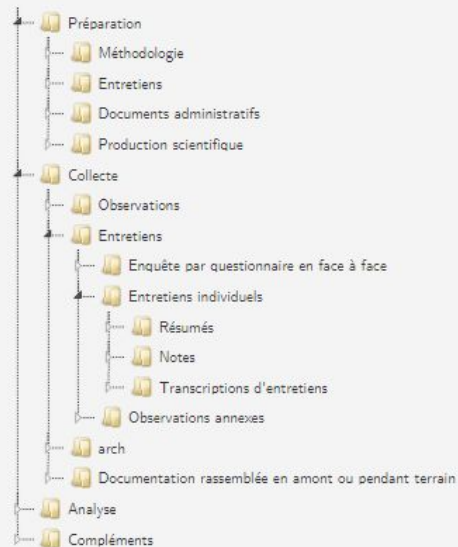 Préparation
Méthodologie
Entretiens
Documents administratifs
Production scientifique
Collecte
Observations
Entretiens
Enquête par questionnaire en face à face
Entretiens individuels
Résumés
Notes
Transcriptions d'entretiens
Observations annexes
arch
Documentation rassemblée en amont ou pendant terrain
Analyse
Compléments